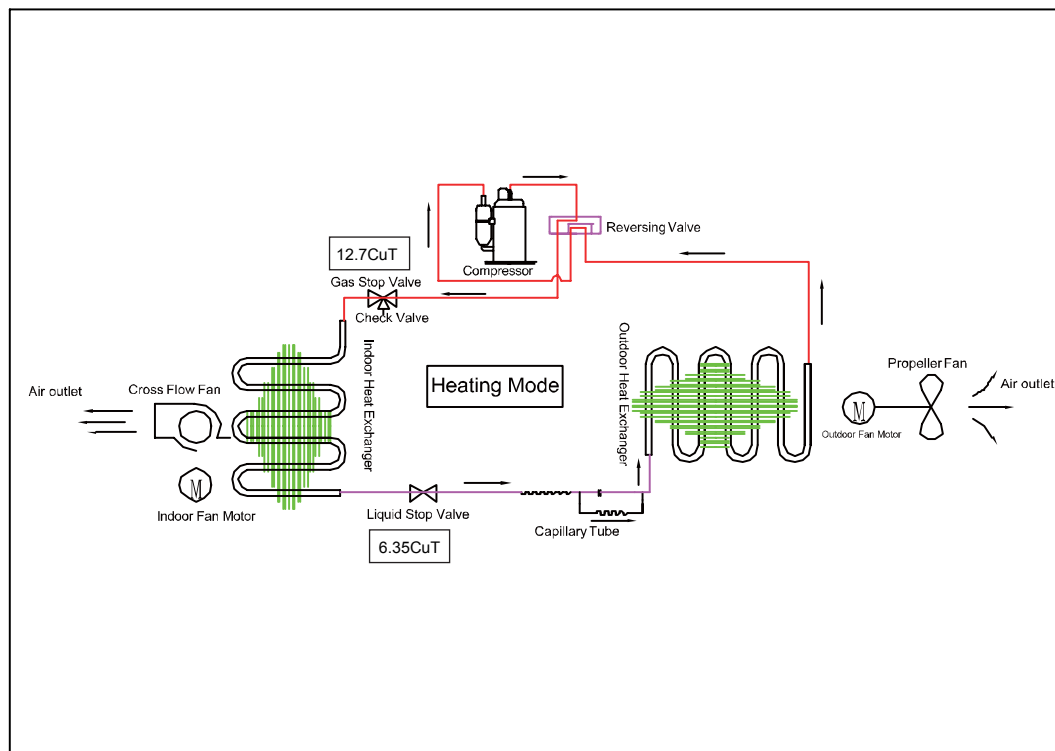 Reversing Valve
12.7CuT
Compressor
Gas Stop Valve
Check Valve
Indoor Heat Exchanger
Outdoor Heat Exchanger
Heating Mode
Propeller Fan
Air outlet
Cross Flow Fan
Air outlet
M
Outdoor Fan Motor
M
Indoor Fan Motor
Liquid Stop Valve
Capillary Tube
6.35CuT